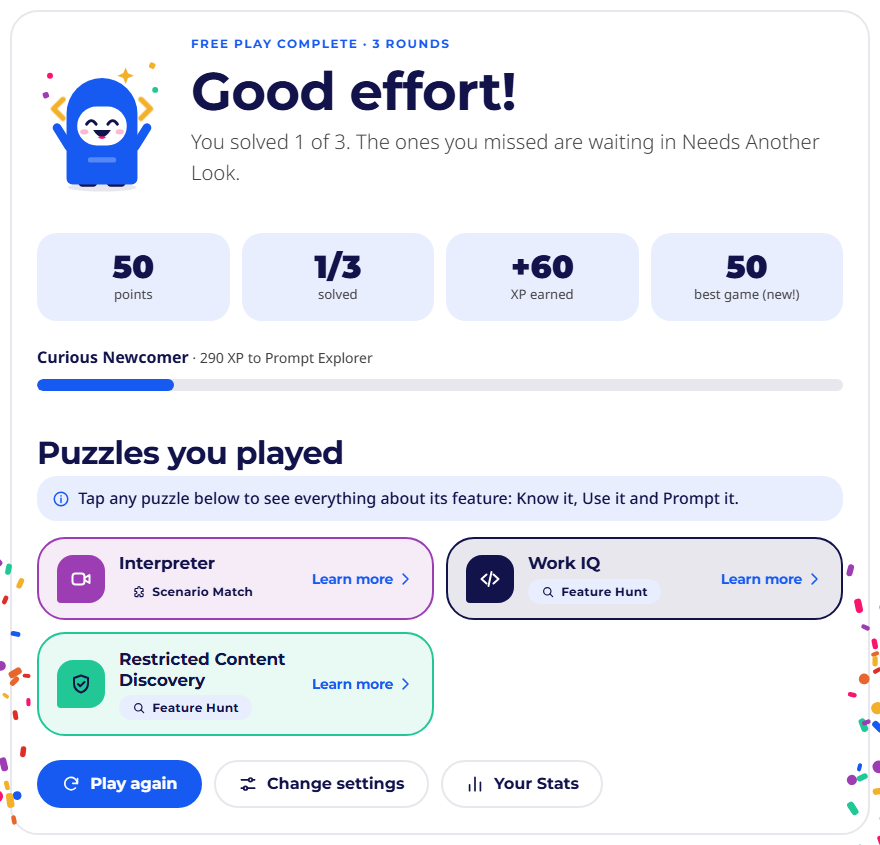 FREE PLAY COMPLETE · 3 ROUNDS
Good effort!
You solved 1 of 3. The ones you missed are waiting in Needs Another
Look.
50
points
1/3
solved
+60
XP earned
50
best game (new!)
Curious Newcomer · 290 XP to Prompt Explorer
Puzzles you played
Tap any puzzle below to see everything about its feature: Know it, Use it and Prompt it.
Interpreter
Scenario Match
Learn more
Work IQ
Feature Hunt
Learn more
Restricted Content
Discovery
Feature Hunt
Learn more
Play again
Change settings
Your Stats